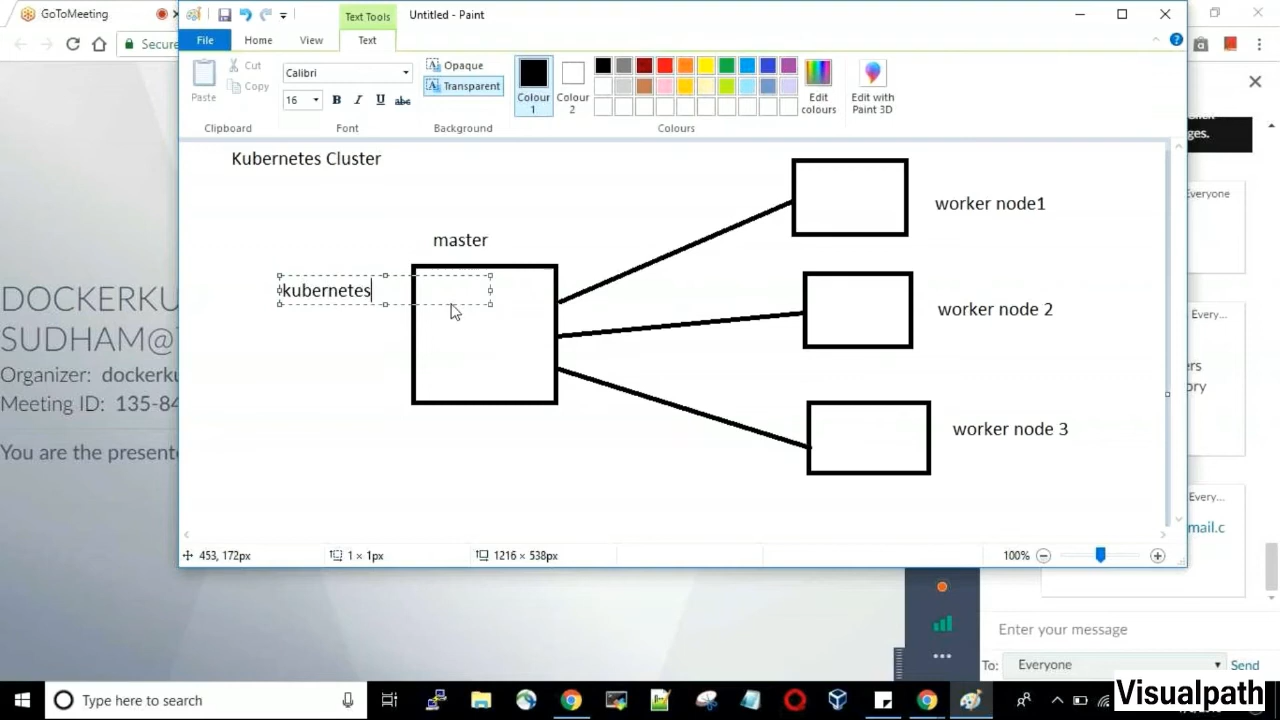 GoToMeeting
Text Tools
Untitled - Paint
Secure
File
Home
View
Text
Cut
Copy
Paste
Calibri
16
B
I
U
abc
A
Opaque
A
Transparent
Colour
1
Colour
2
Edit
colours
Edit with
Paint 3D
Clipboard
Font
Background
Colours
ges.
Everyone
Kubernetes Cluster
worker node1
master
kubernetes
worker node 2
worker node 3
DOCKERKU
SUDHAM@
Organizer: dockerku
Meeting ID: 135-84
You are the presente
Every...
ers
ory
Every...
mail.c
453, 172px
1 × 1px
1216 × 538px
100%
Enter your message
To:
Everyone
Send
Type here to search
Visualpath